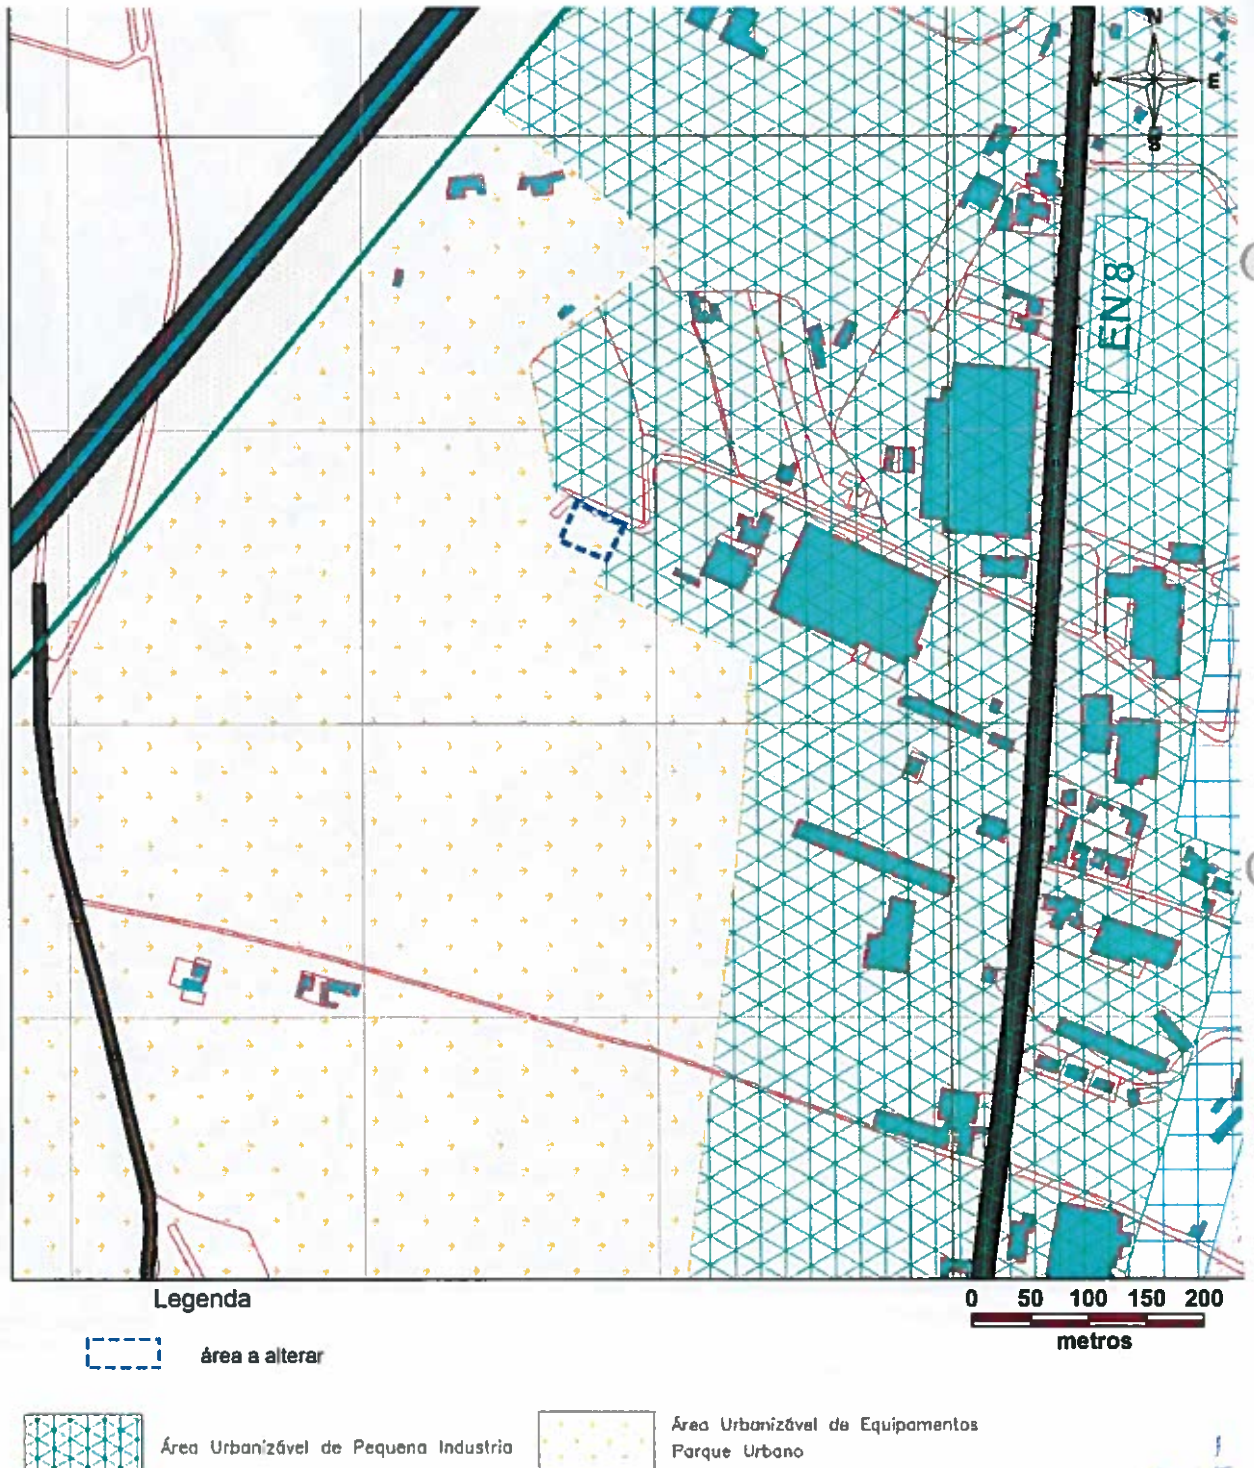 N
E
S
EN8
Legenda
0 50 100 150 200
metros
área a alterar
Área Urbanizável de Pequena Industria
Área Urbanizável de Equipamentos
Parque Urbano